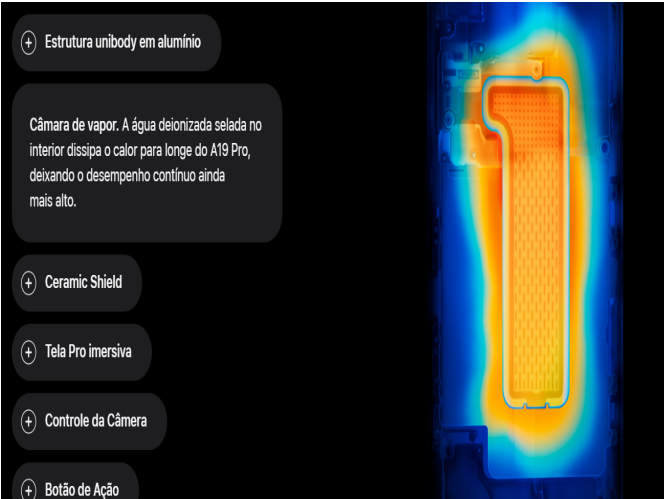 Estrutura unibody em alumínio
Câmara de vapor. A água deionizada selada no
interior dissipa o calor para longe do A19 Pro,
deixando o desempenho contínuo ainda
mais alto.
Ceramic Shield
Tela Pro imersiva
Controle da Câmera
Botão de Ação